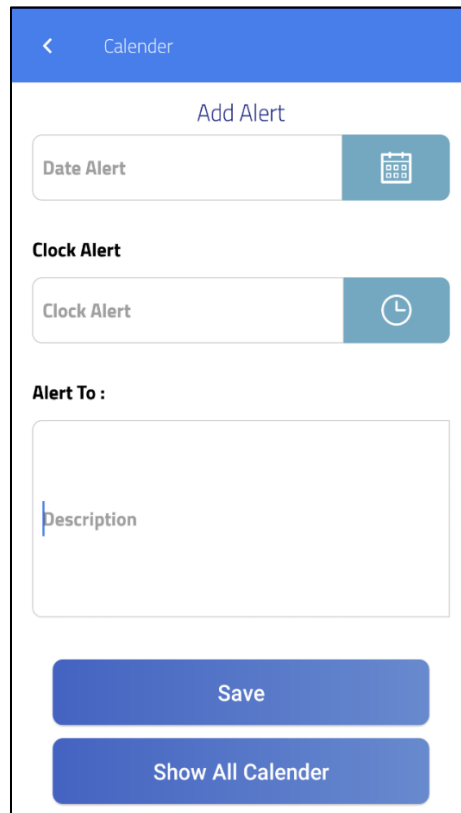 Calender
Add Alert
Date Alert
Clock Alert
Clock Alert
Alert To :
Description
Save
Show All Calender